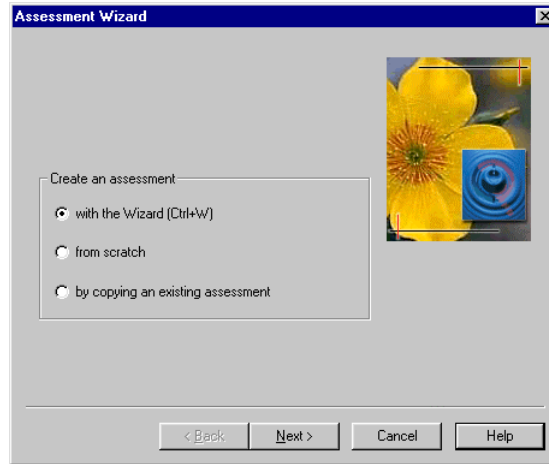 Assessment Wizard
Create an assessment
with the Wizard (Ctrl+W)
from scratch
by copying an existing assessment
< Back
Next >
Cancel
Help